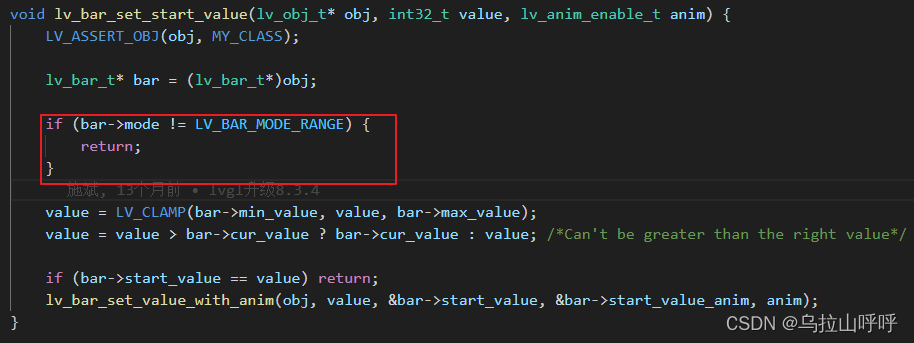 void lv_bar_set_start_value(lv_obj_t* obj, int32_t value, lv_anim_enable_t anim) {
    LV_ASSERT_OBJ(obj, MY_CLASS);
    lv_bar_t* bar = (lv_bar_t*)obj;
    if (bar->mode != LV_BAR_MODE_RANGE) {
        return;
    }
施斌, 13个月前 • lvgl升级8.3.4
    value = LV_CLAMP(bar->min_value, value, bar->max_value);
    value = value > bar->cur_value ? bar->cur_value : value; /*Can't be greater than the right value*/
    if (bar->start_value == value) return;
    lv_bar_set_value_with_anim(obj, value, &bar->start_value, &bar->start_value_anim, anim);
}
CSDN @乌拉山呼呼